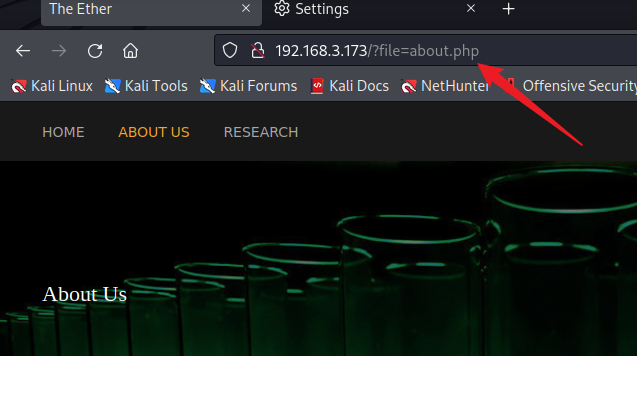 The Ether
Settings
192.168.3.173/?file=about.php
Kali Linux Kali Tools Kali Forums Kali Docs NetHunter Offensive Security
HOME ABOUT US RESEARCH
About Us